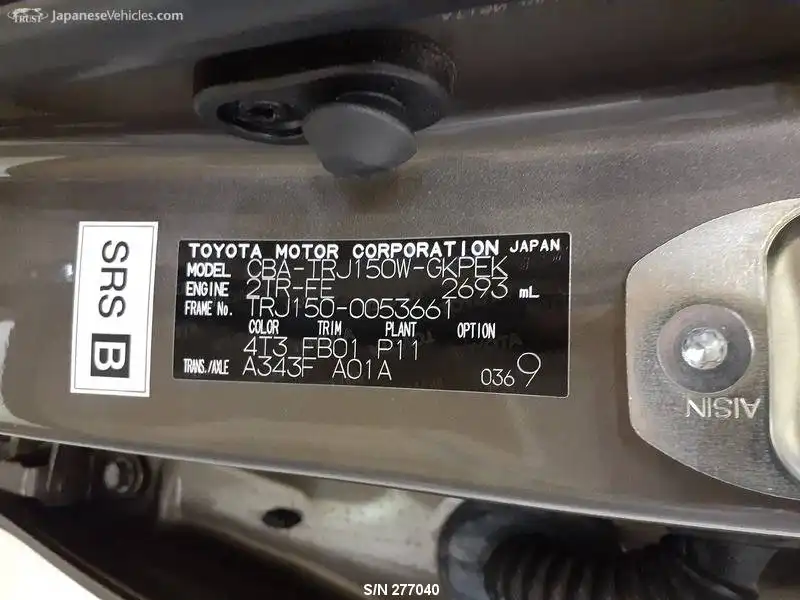 TRUST JapaneseVehicles.com
SRS B
TOYOTA MOTOR CORPORATION JAPAN
MODEL CBA-TRJ150W-GKPEK
ENGINE 2TR-FE 2693 mL
FRAME No. TRJ150-0053661
COLOR TRIM PLANT OPTION
4T3 FB01 P11
TRANS./AXLE A343F A01A
0369
AISIN
S/N 277040